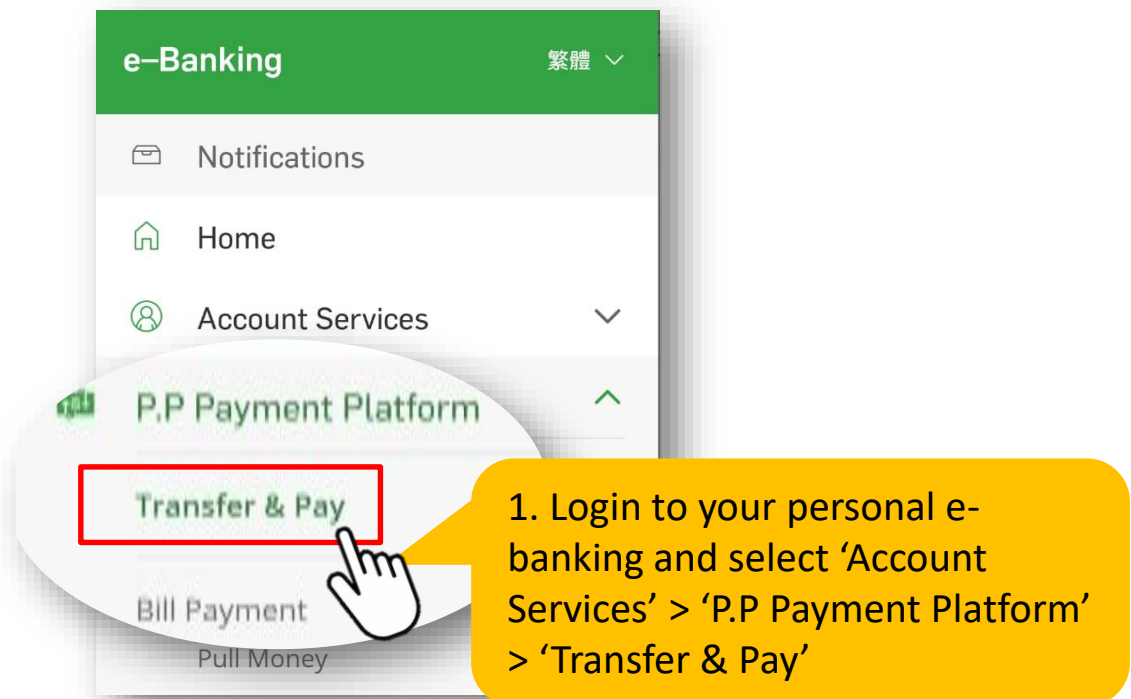 e–Banking 繁體
Notifications
Home
Account Services
P.P Payment Platform
Transfer & Pay
Bill Payment
Pull Money
1. Login to your personal e-
banking and select ‘Account
Services’ > ‘P.P Payment Platform’
> ‘Transfer & Pay’